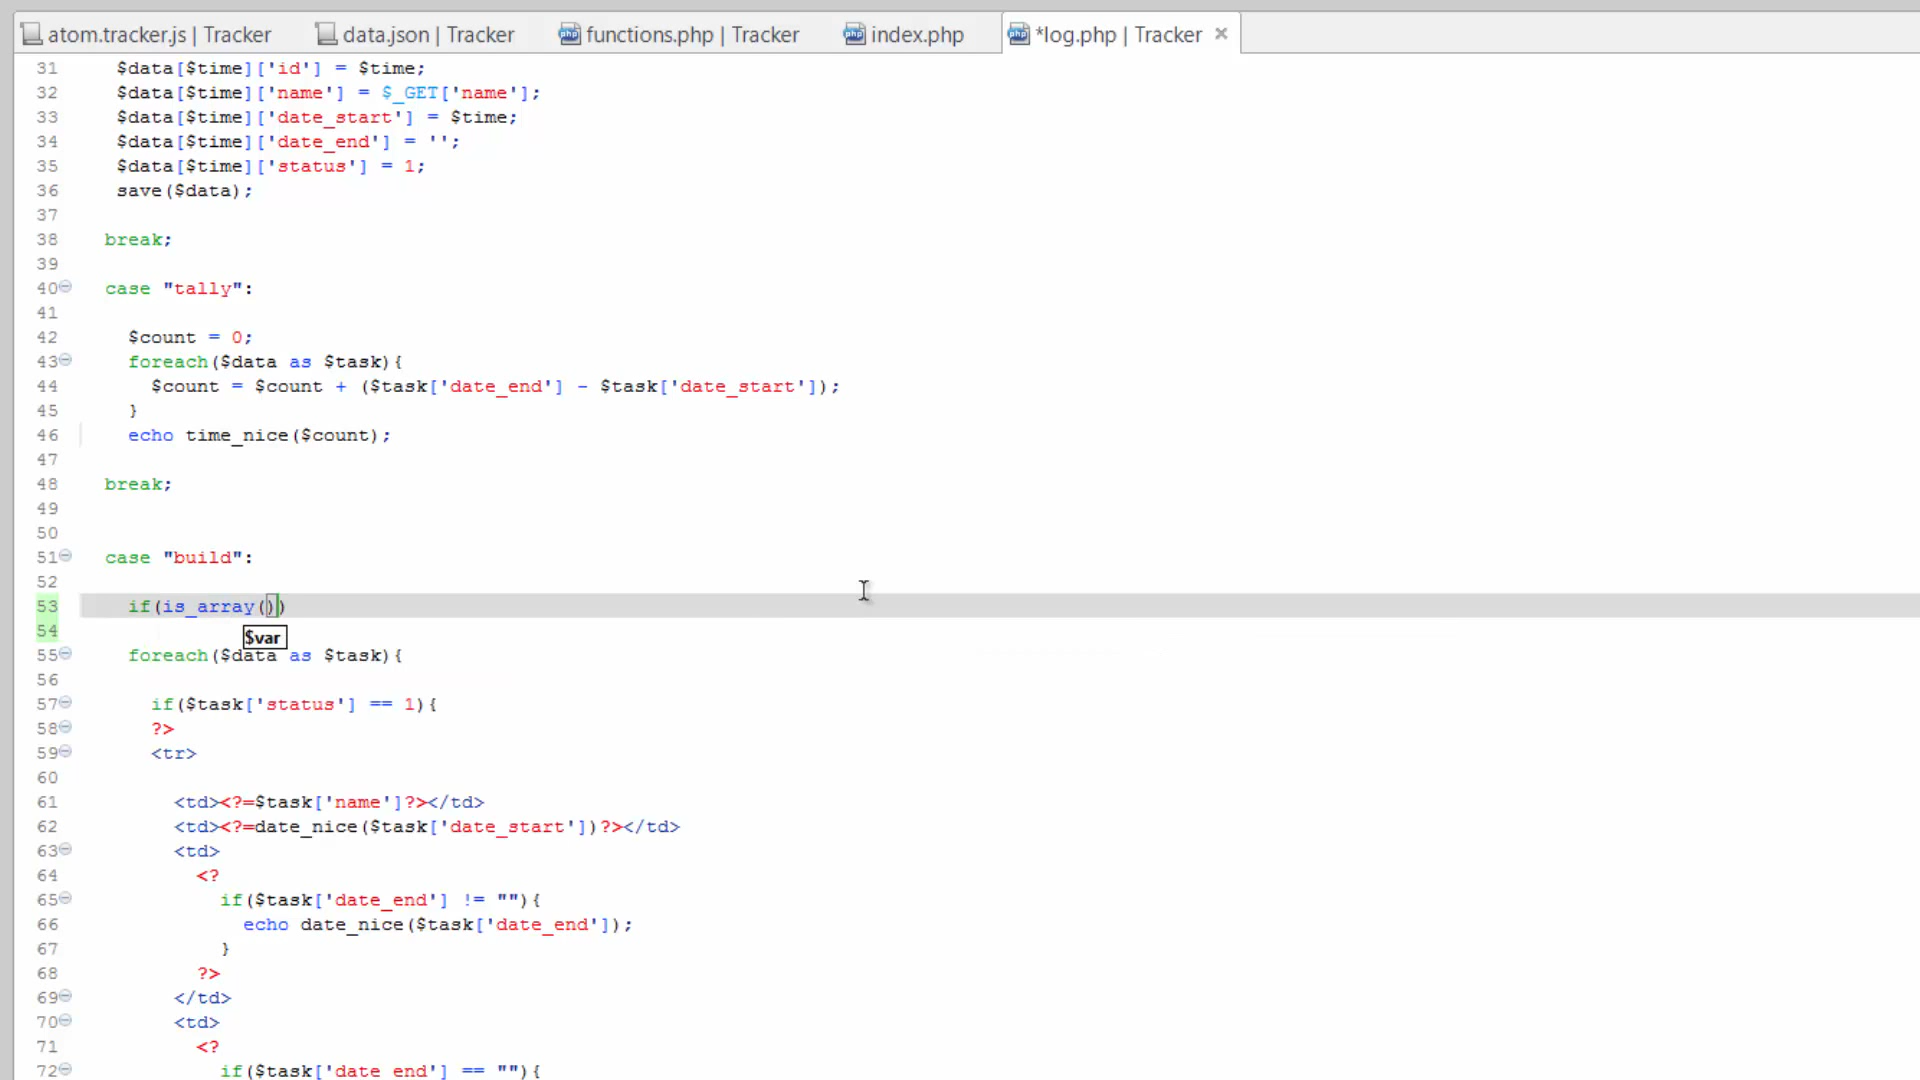 atom.tracker.js | Tracker data.json | Tracker functions.php | Tracker index.php *log.php | Tracker
31 $data[$time]['id'] = $time;
32 $data[$time]['name'] = $_GET['name'];
33 $data[$time]['date_start'] = $time;
34 $data[$time]['date_end'] = '';
35 $data[$time]['status'] = 1;
36 save($data);
37
38 break;
39
40 case "tally":
41
42 $count = 0;
43 foreach($data as $task){
44 $count = $count + ($task['date_end'] - $task['date_start']);
45 }
46 echo time_nice($count);
47
48 break;
49
50
51 case "build":
52
53 if(is_array())
54
$var
55 foreach($data as $task){
56
57 if($task['status'] == 1){
58 ?>
59 <tr>
60
61 <td><?=$task['name']?></td>
62 <td><?=date_nice($task['date_start'])?></td>
63 <td>
64 <?
65 if($task['date_end'] != ""){
66 echo date_nice($task['date_end']);
67 }
68 ?>
69 </td>
70 <td>
71 <?
72 if($task['date_end'] == ""){